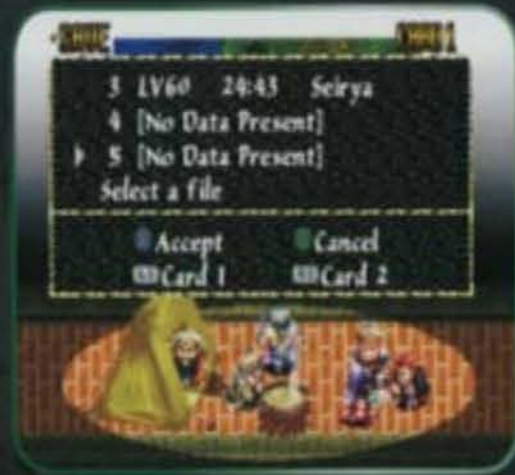 3 LV60 24:43 Seirya
4 [No Data Present]
5 [No Data Present]
Select a file
Accept Cancel
Card 1 Card 2